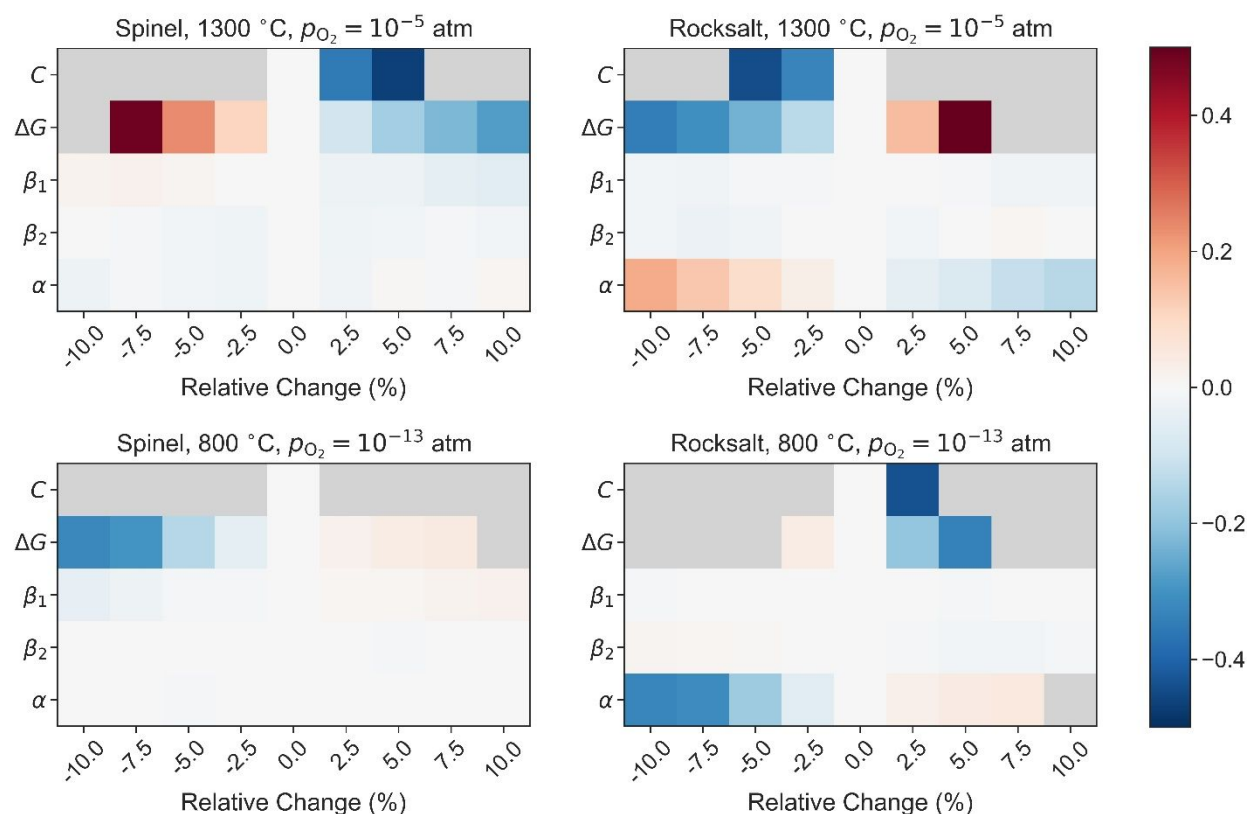 Spinel, 1300 °C, pO₂ = 10⁻⁵ atm
C
ΔG
β₁
β₂
α
-10.0 -7.5 -5.0 -2.5 0.0 2.5 5.0 7.5 10.0
Relative Change (%)
Rocksalt, 1300 °C, pO₂ = 10⁻⁵ atm
C
ΔG
β₁
β₂
α
-10.0 -7.5 -5.0 -2.5 0.0 2.5 5.0 7.5 10.0
Relative Change (%)
Spinel, 800 °C, pO₂ = 10⁻¹³ atm
C
ΔG
β₁
β₂
α
-10.0 -7.5 -5.0 -2.5 0.0 2.5 5.0 7.5 10.0
Relative Change (%)
Rocksalt, 800 °C, pO₂ = 10⁻¹³ atm
C
ΔG
β₁
β₂
α
-10.0 -7.5 -5.0 -2.5 0.0 2.5 5.0 7.5 10.0
Relative Change (%)
0.4
0.2
0.0
−0.2
−0.4